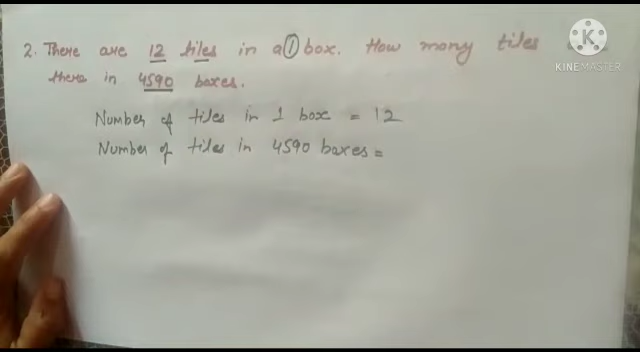 2. There are 12 tiles in a 1 box. How many tiles
there in 4590 boxes.
Number of tiles in 1 box = 12
Number of tiles in 4590 boxes =
KINEMASTER